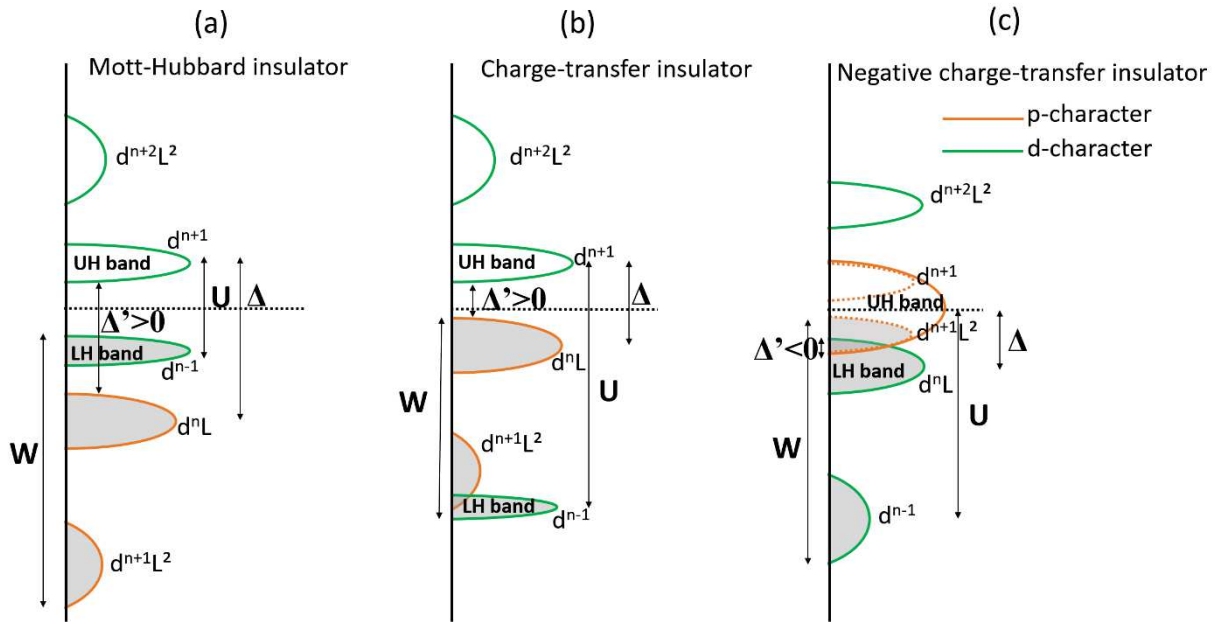 (a)
Mott-Hubbard insulator
dⁿ⁺²L²
dⁿ⁺¹
UH band
U
Δ
Δ'>0
LH band
dⁿ⁻¹
dⁿL
W
dⁿ⁺¹L²
(b)
Charge-transfer insulator
dⁿ⁺²L²
dⁿ⁺¹
UH band
Δ'>0
Δ
dⁿL
U
W
dⁿ⁺¹L²
LH band
dⁿ⁻¹
(c)
Negative charge-transfer insulator
p-character
d-character
dⁿ⁺²L²
dⁿ⁺¹
UH band
dⁿ⁺¹L²
Δ'<0
Δ
LH band
dⁿL
U
W
dⁿ⁻¹